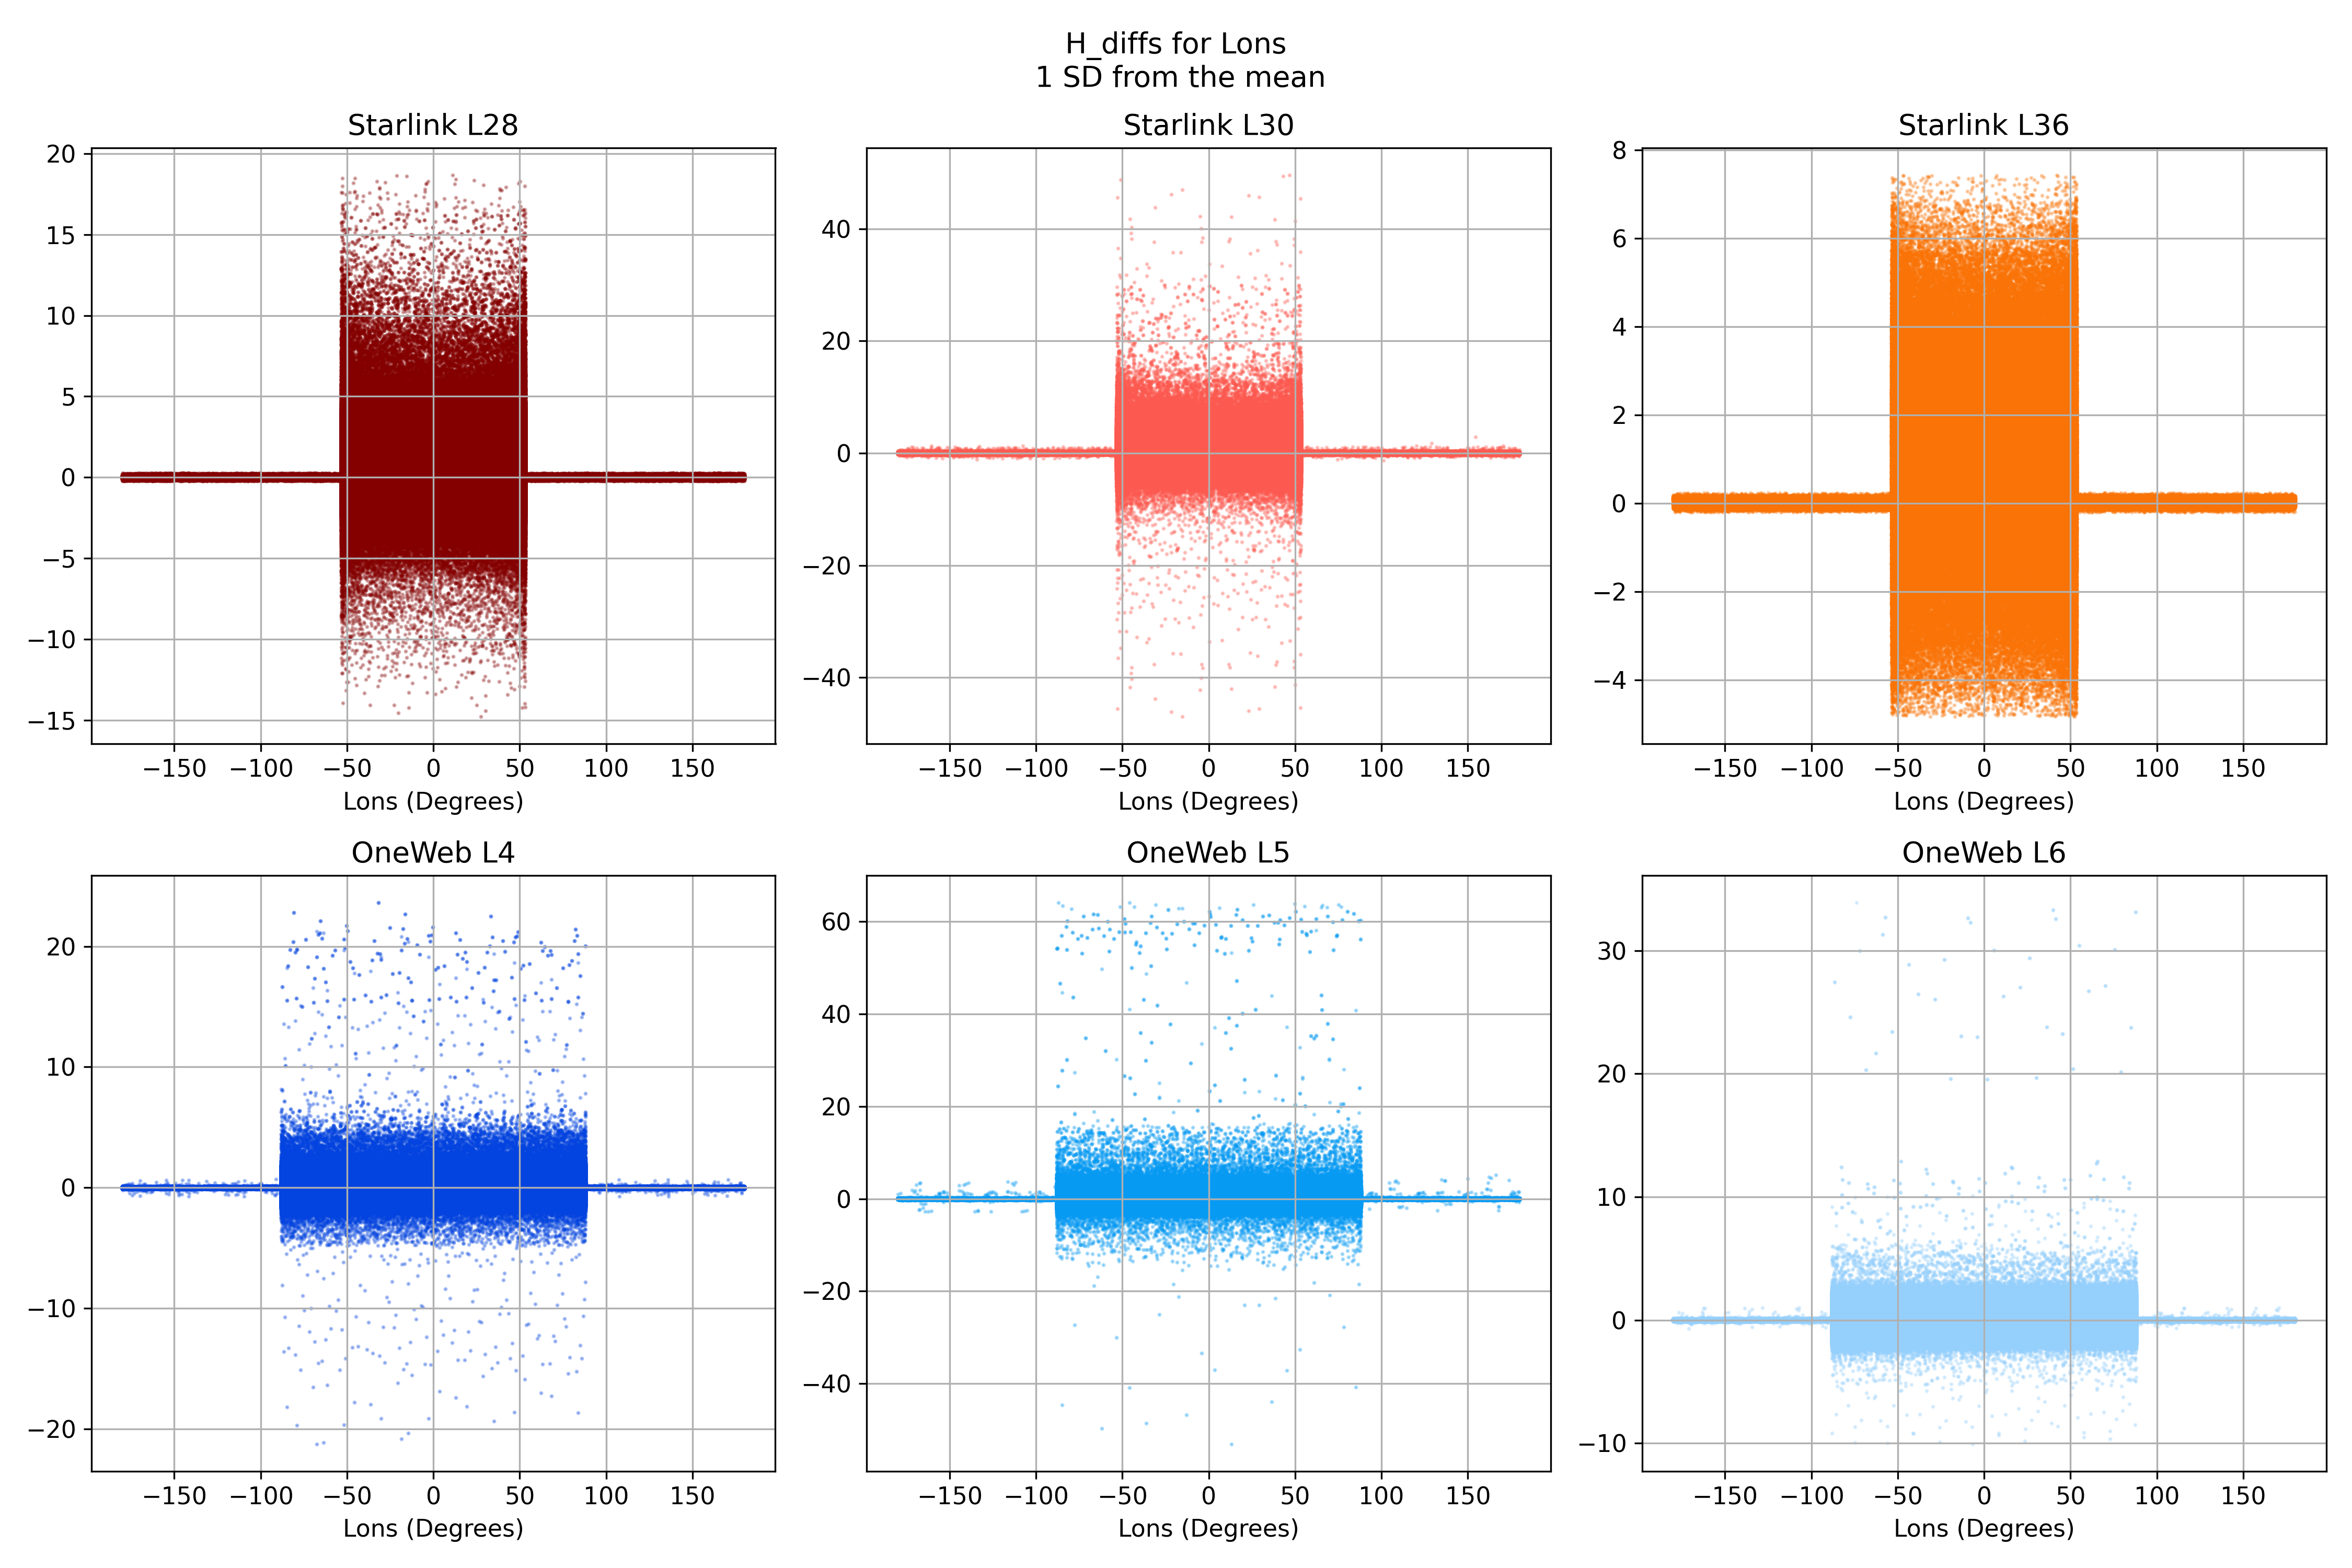 H_diffs for Lons
1 SD from the mean
Starlink L28
Starlink L30
Starlink L36
20
15
10
5
0
−5
−10
−15
40
20
0
−20
−40
8
6
4
2
0
−2
−4
−150 −100 −50 0 50 100 150
−150 −100 −50 0 50 100 150
−150 −100 −50 0 50 100 150
Lons (Degrees)
Lons (Degrees)
Lons (Degrees)
OneWeb L4
OneWeb L5
OneWeb L6
20
10
0
−10
−20
60
40
20
0
−20
−40
30
20
10
0
−10
−150 −100 −50 0 50 100 150
−150 −100 −50 0 50 100 150
−150 −100 −50 0 50 100 150
Lons (Degrees)
Lons (Degrees)
Lons (Degrees)